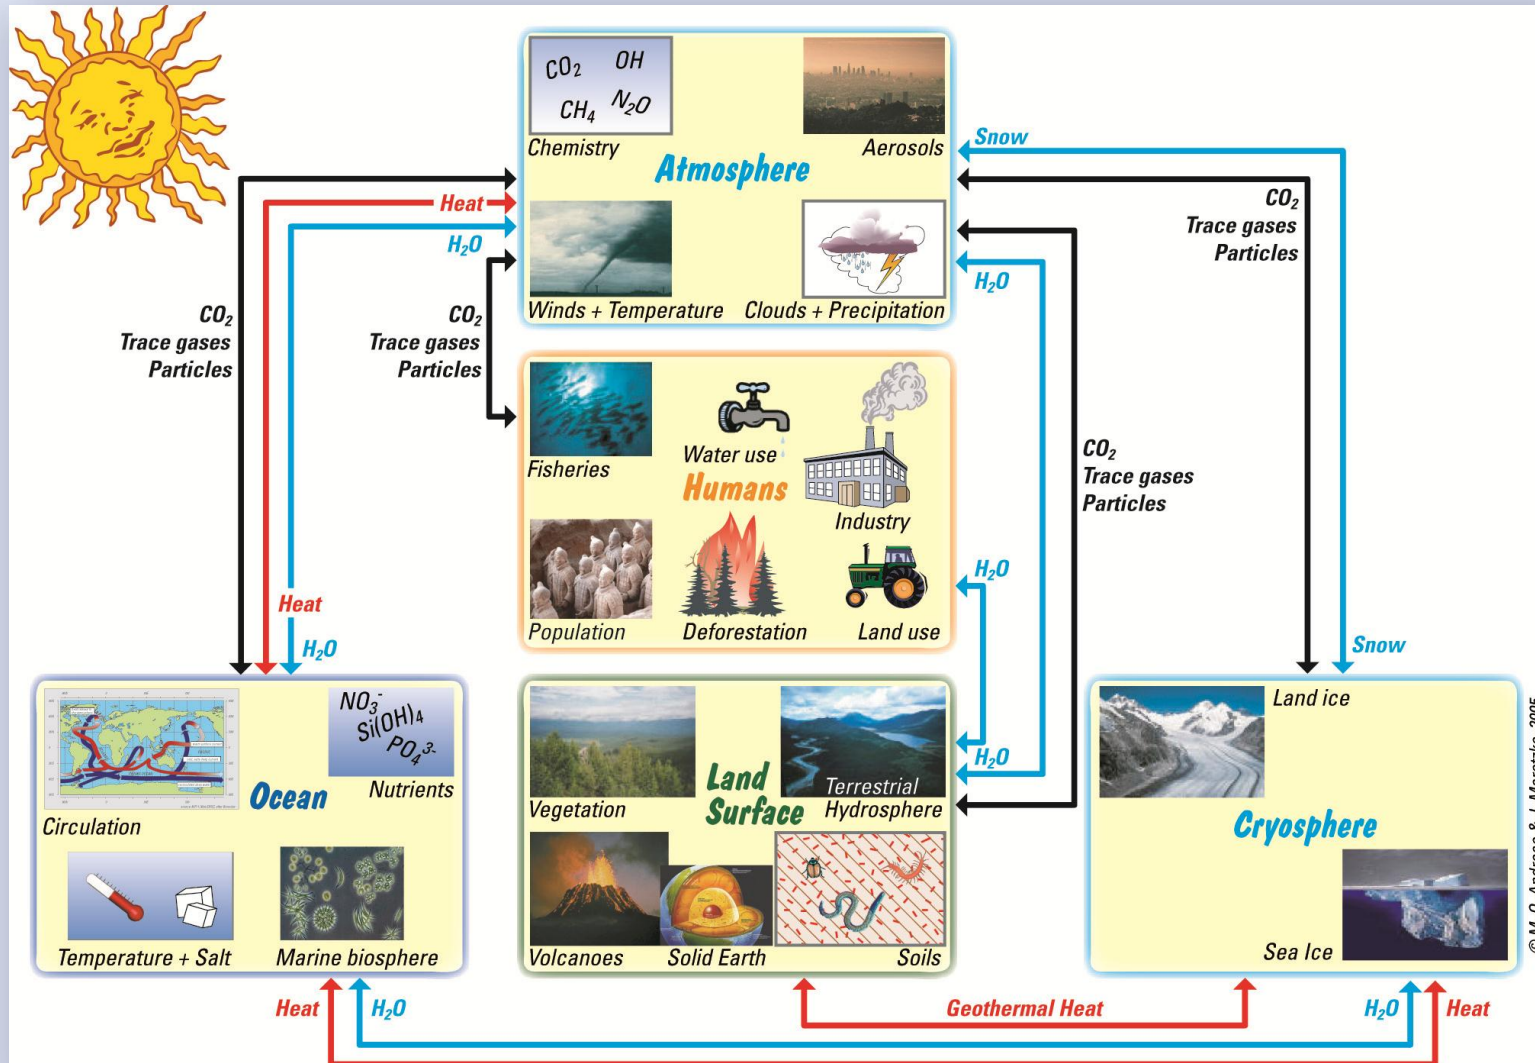 CO2 OH
CH4 N2O
Chemistry
Aerosols
Atmosphere
Winds + Temperature
Clouds + Precipitation
Snow
CO2
Trace gases
Particles
Heat
H2O
H2O
CO2
Trace gases
Particles
CO2
Trace gases
Particles
Fisheries
Water use
Humans
Industry
Population
Deforestation
Land use
CO2
Trace gases
Particles
H2O
H2O
Heat
H2O
Snow
NO3-
Si(OH)4
PO43-
Nutrients
Ocean
Circulation
Temperature + Salt
Marine biosphere
Vegetation
Land
Surface
Terrestrial
Hydrosphere
Volcanoes
Solid Earth
Soils
Land ice
Cryosphere
Sea Ice
Heat
H2O
Geothermal Heat
H2O
Heat